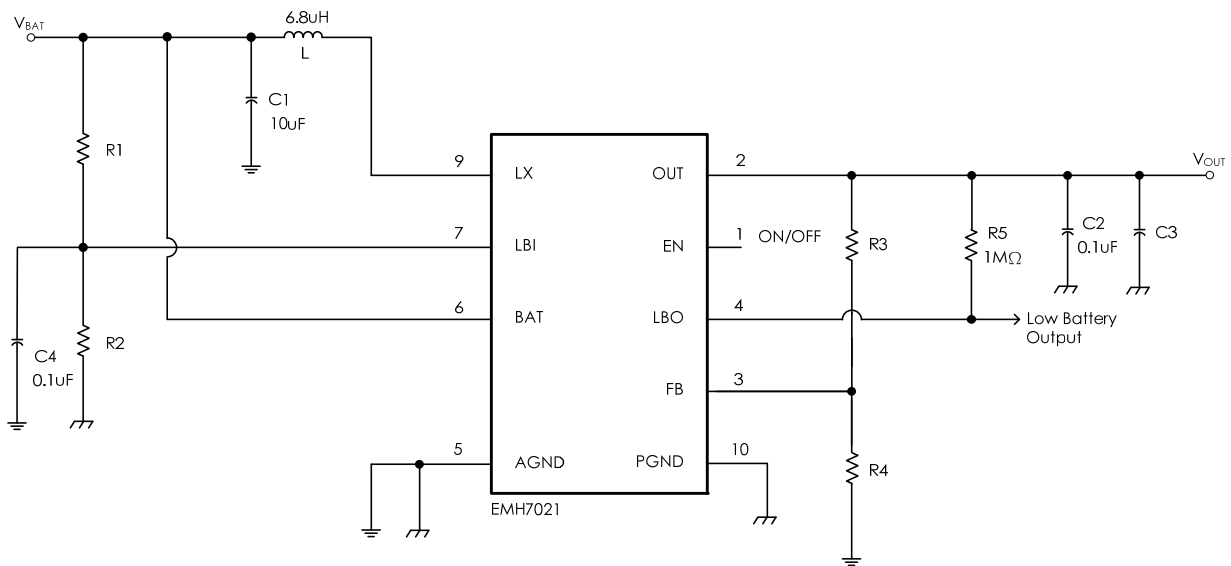 VBAT
6.8uH
L
C1
10uF
R1
9
LX
OUT
2
VOUT
7
LBI
EN
1
ON/OFF
R3
R5
1MΩ
C2
0.1uF
C3
6
BAT
LBO
4
Low Battery
Output
C4
0.1uF
R2
FB
3
5
AGND
PGND
10
R4
EMH7021